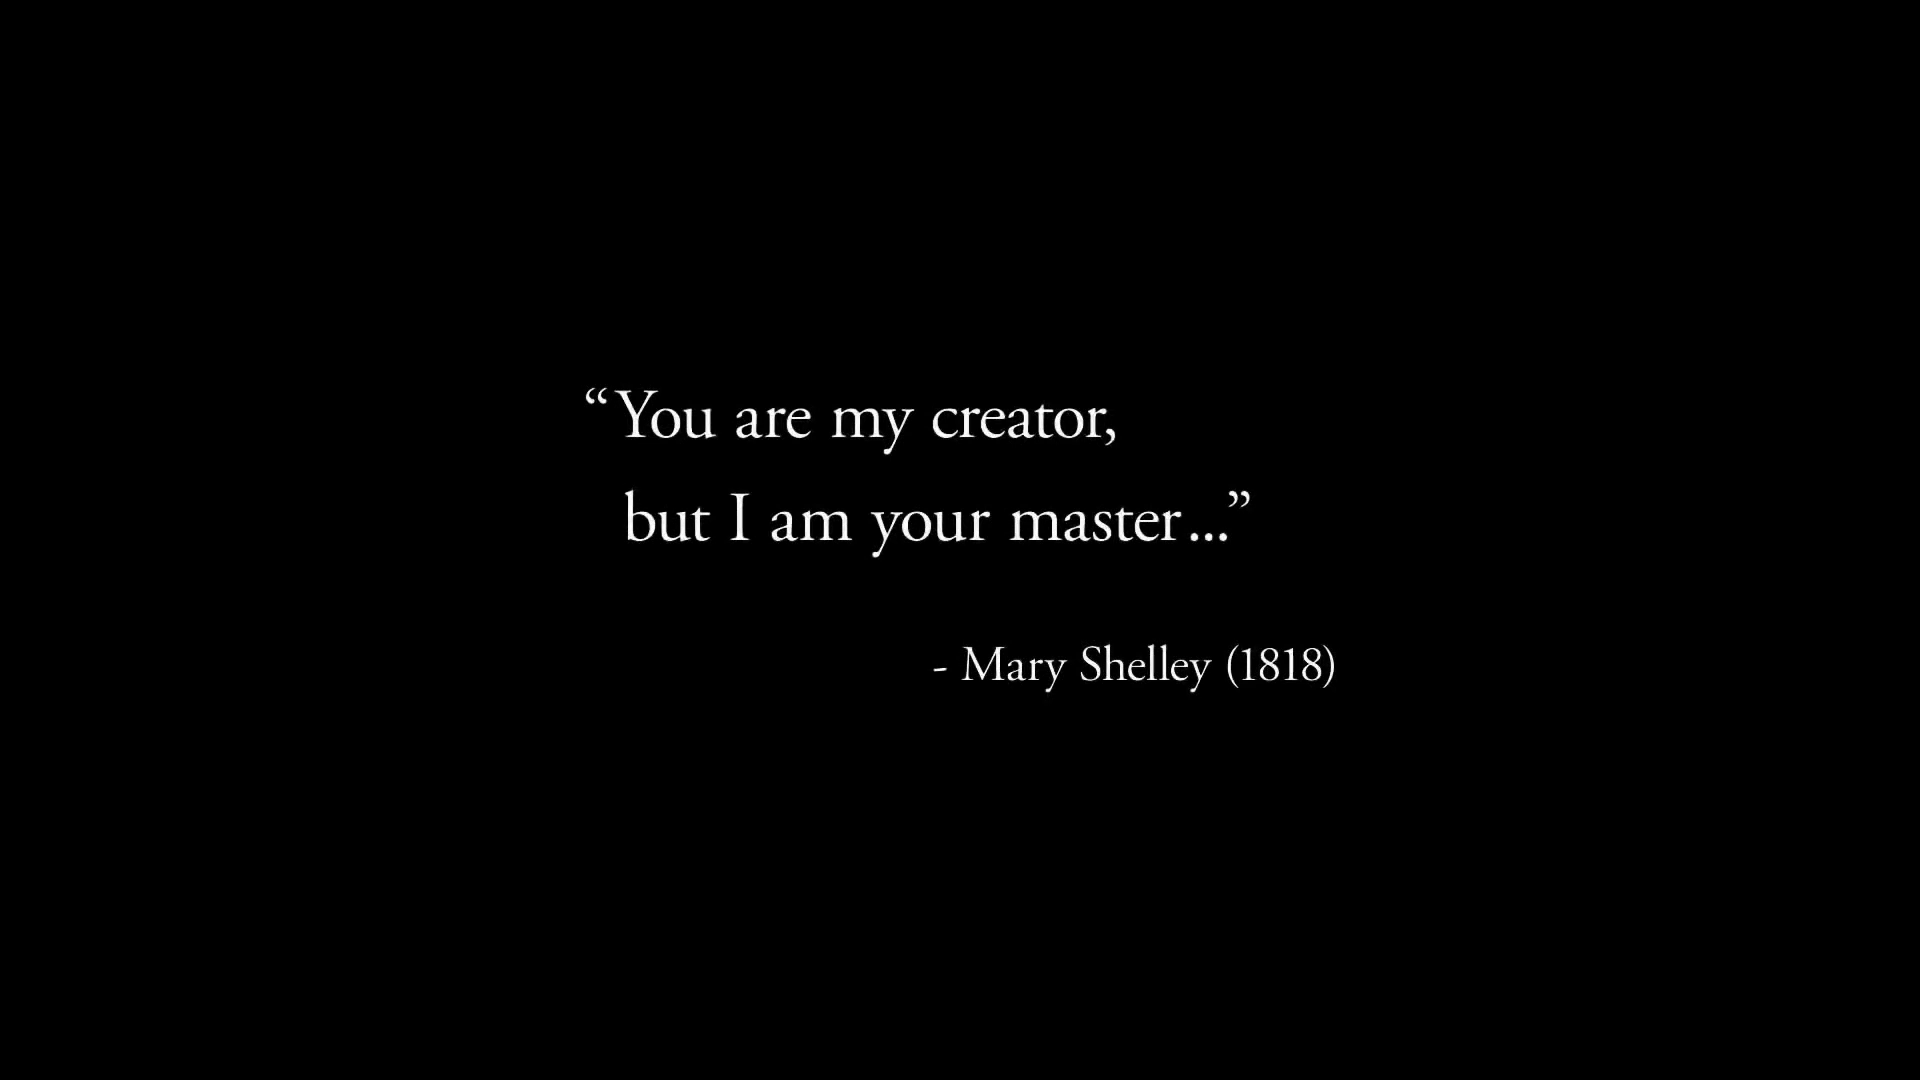 “You are my creator,
but I am your master...”
- Mary Shelley (1818)